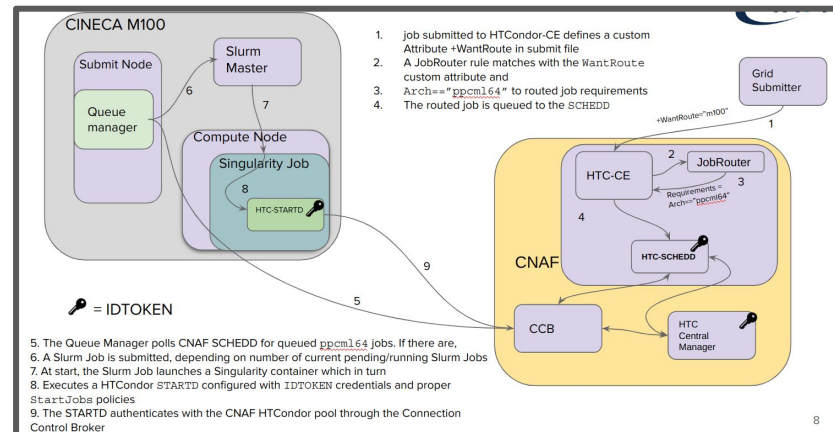 CINECA M100
Submit Node
Queue
manager
Slurm
Master
6
7
Compute Node
Singularity Job
8
HTC-STARTD
= IDTOKEN
1. job submitted to HTCondor-CE defines a custom
Attribute +WantRoute in submit file
2. A JobRouter rule matches with the WantRoute
custom attribute and
3. Arch=="ppcml64" to routed job requirements
4. The routed job is queued to the SCHEDD
Grid
Submitter
+WantRoute="m100"
1
HTC-CE
2
JobRouter
3
Requirements =
Arch=="ppcml64"
4
HTC-SCHEDD
CNAF
9
5
CCB
HTC
Central
Manager
5. The Queue Manager polls CNAF SCHEDD for queued ppcml64 jobs. If there are,
6. A Slurm Job is submitted, depending on number of current pending/running Slurm Jobs
7. At start, the Slurm Job launches a Singularity container which in turn
8. Executes a HTCondor STARTD configured with IDTOKEN credentials and proper
StartJobs policies
9. The STARTD authenticates with the CNAF HTCondor pool through the Connection
Control Broker
8